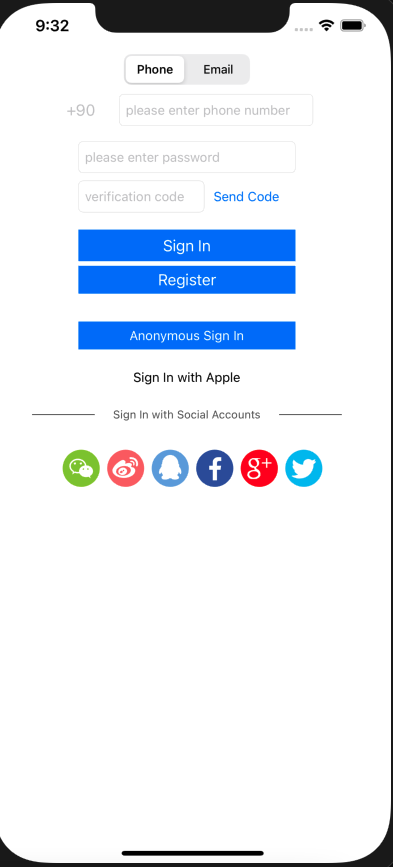 9:32
Phone Email
+90 please enter phone number
please enter password
verification code Send Code
Sign In
Register
Anonymous Sign In
Sign In with Apple
Sign In with Social Accounts
f g+